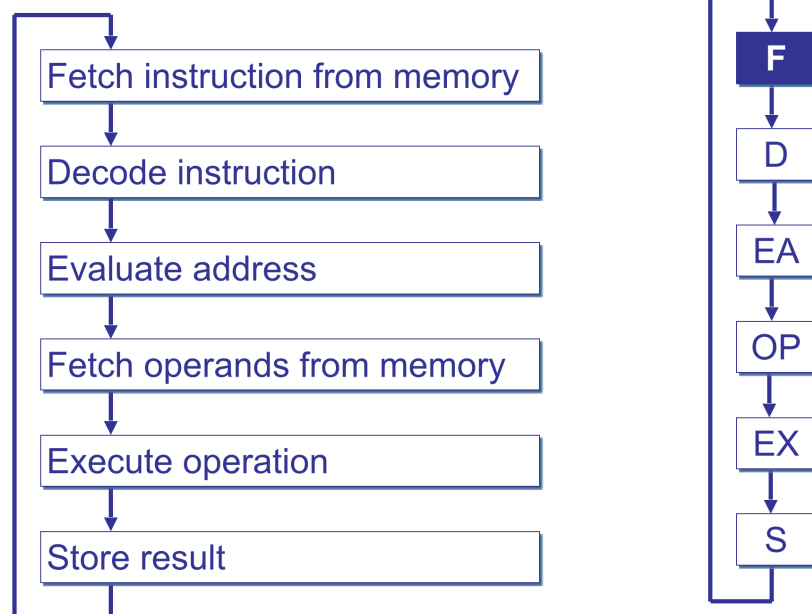 Fetch instruction from memory
Decode instruction
Evaluate address
Fetch operands from memory
Execute operation
Store result
F
D
EA
OP
EX
S